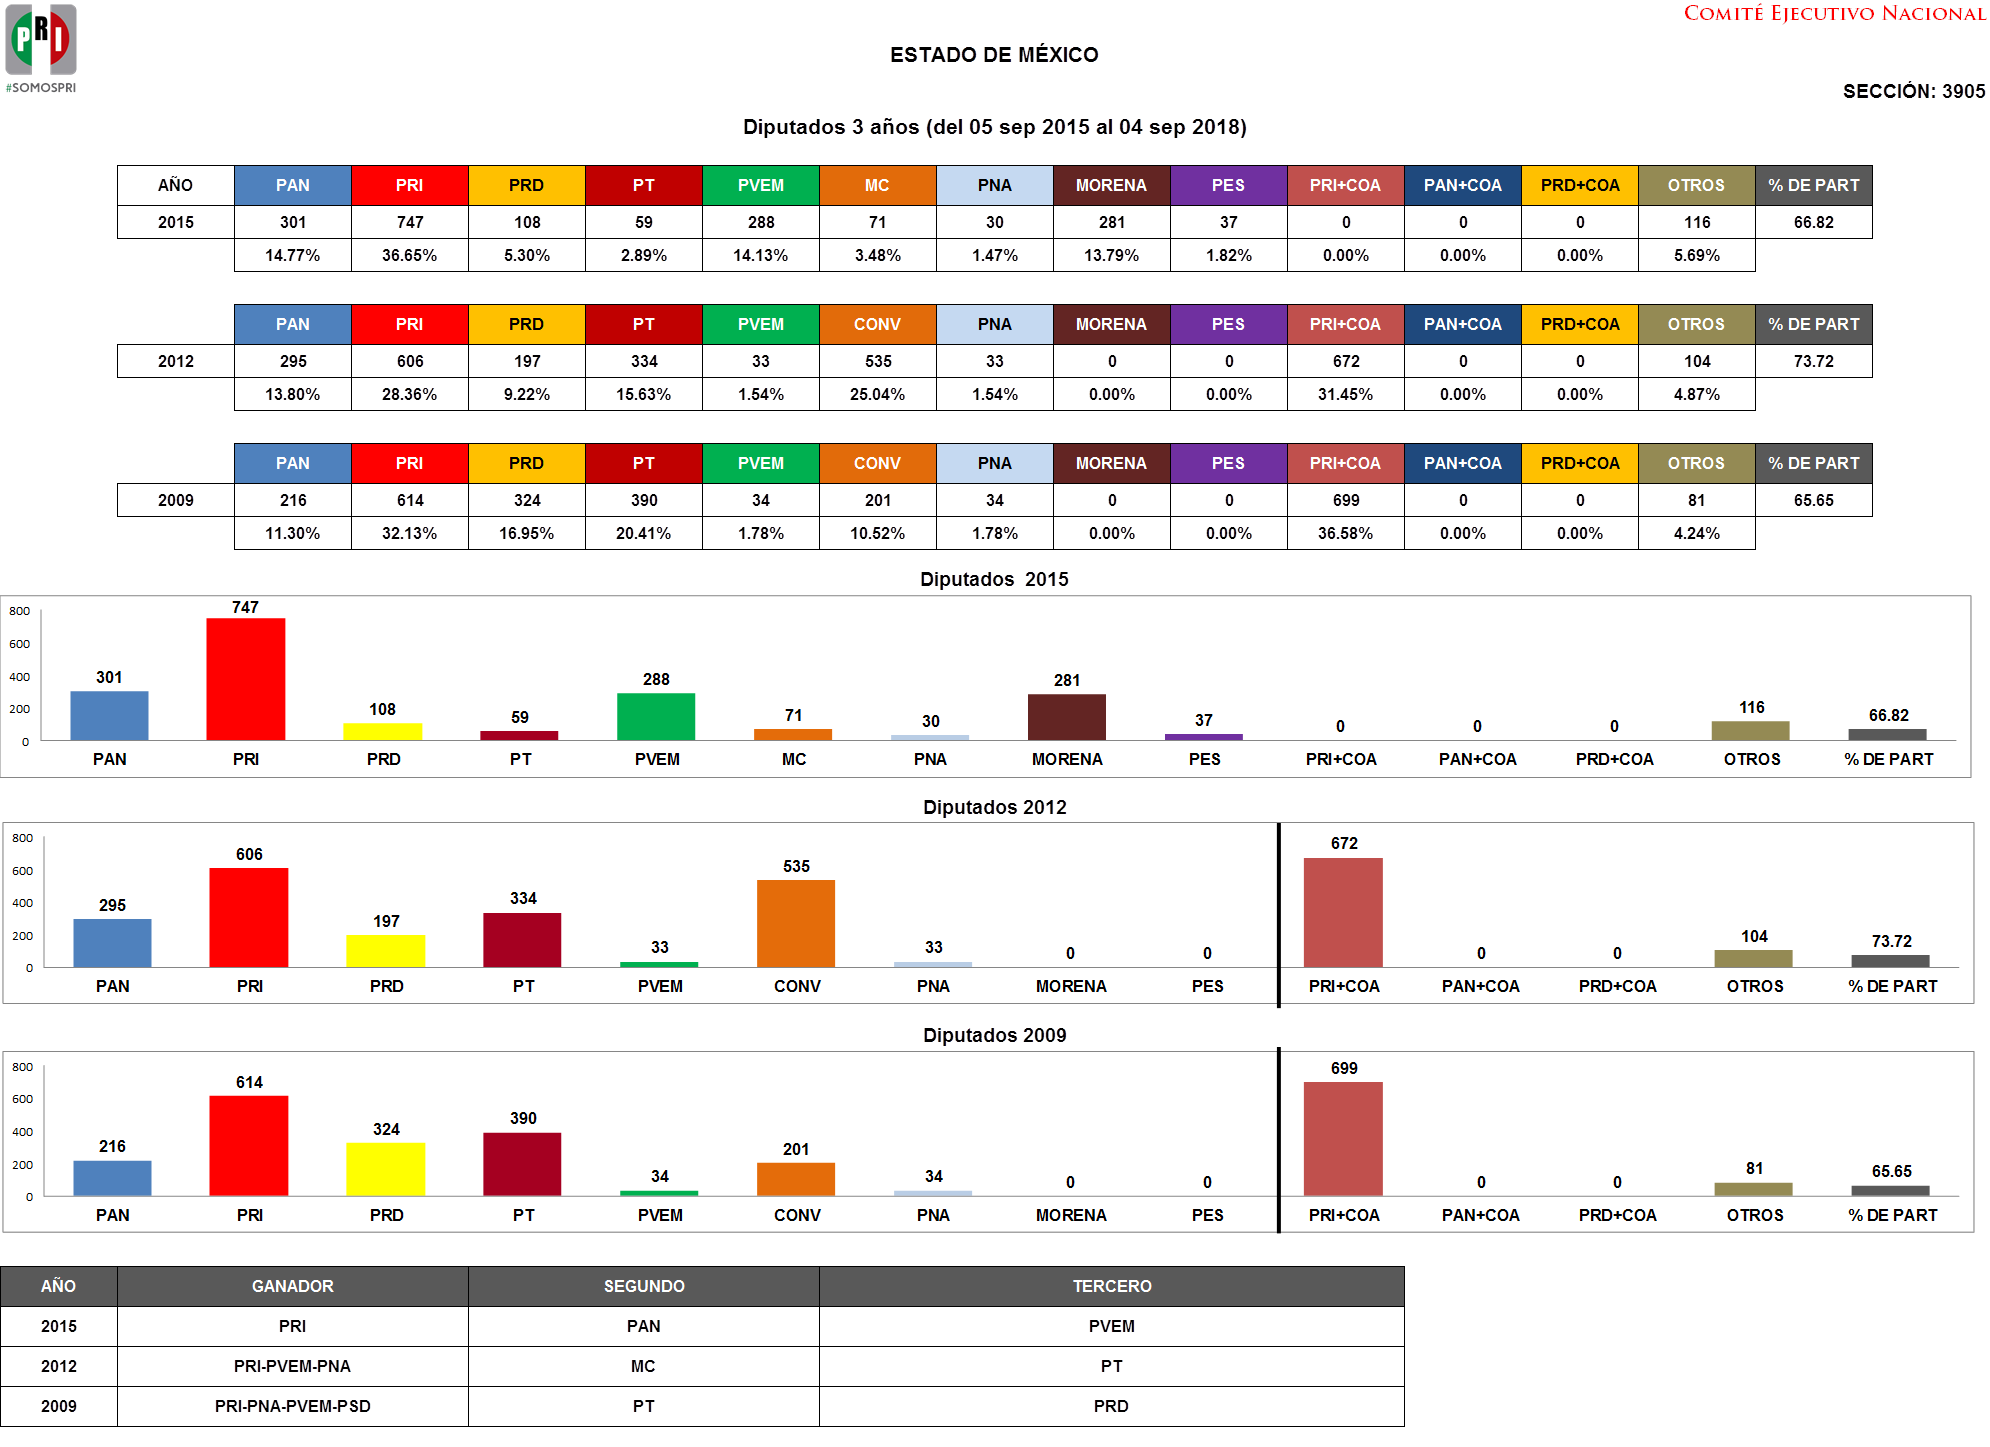 PRI
#SOMOSPRI
COMITÉ EJECUTIVO NACIONAL
ESTADO DE MÉXICO
SECCIÓN: 3905
Diputados 3 años (del 05 sep 2015 al 04 sep 2018)
AÑO PAN PRI PRD PT PVEM MC PNA MORENA PES PRI+COA PAN+COA PRD+COA OTROS % DE PART
2015 301 747 108 59 288 71 30 281 37 0 0 0 116 66.82
14.77% 36.65% 5.30% 2.89% 14.13% 3.48% 1.47% 13.79% 1.82% 0.00% 0.00% 0.00% 5.69%
PAN PRI PRD PT PVEM CONV PNA MORENA PES PRI+COA PAN+COA PRD+COA OTROS % DE PART
2012 295 606 197 334 33 535 33 0 0 672 0 0 104 73.72
13.80% 28.36% 9.22% 15.63% 1.54% 25.04% 1.54% 0.00% 0.00% 31.45% 0.00% 0.00% 4.87%
PAN PRI PRD PT PVEM CONV PNA MORENA PES PRI+COA PAN+COA PRD+COA OTROS % DE PART
2009 216 614 324 390 34 201 34 0 0 699 0 0 81 65.65
11.30% 32.13% 16.95% 20.41% 1.78% 10.52% 1.78% 0.00% 0.00% 36.58% 0.00% 0.00% 4.24%
Diputados 2015
800
600
400
200
0
301 747 108 59 288 71 30 281 37 0 0 0 116 66.82
PAN PRI PRD PT PVEM MC PNA MORENA PES PRI+COA PAN+COA PRD+COA OTROS % DE PART
Diputados 2012
800
600
400
200
0
295 606 197 334 33 535 33 0 0 672 0 0 104 73.72
PAN PRI PRD PT PVEM CONV PNA MORENA PES PRI+COA PAN+COA PRD+COA OTROS % DE PART
Diputados 2009
800
600
400
200
0
216 614 324 390 34 201 34 0 0 699 0 0 81 65.65
PAN PRI PRD PT PVEM CONV PNA MORENA PES PRI+COA PAN+COA PRD+COA OTROS % DE PART
AÑO GANADOR SEGUNDO TERCERO
2015 PRI PAN PVEM
2012 PRI-PVEM-PNA MC PT
2009 PRI-PNA-PVEM-PSD PT PRD